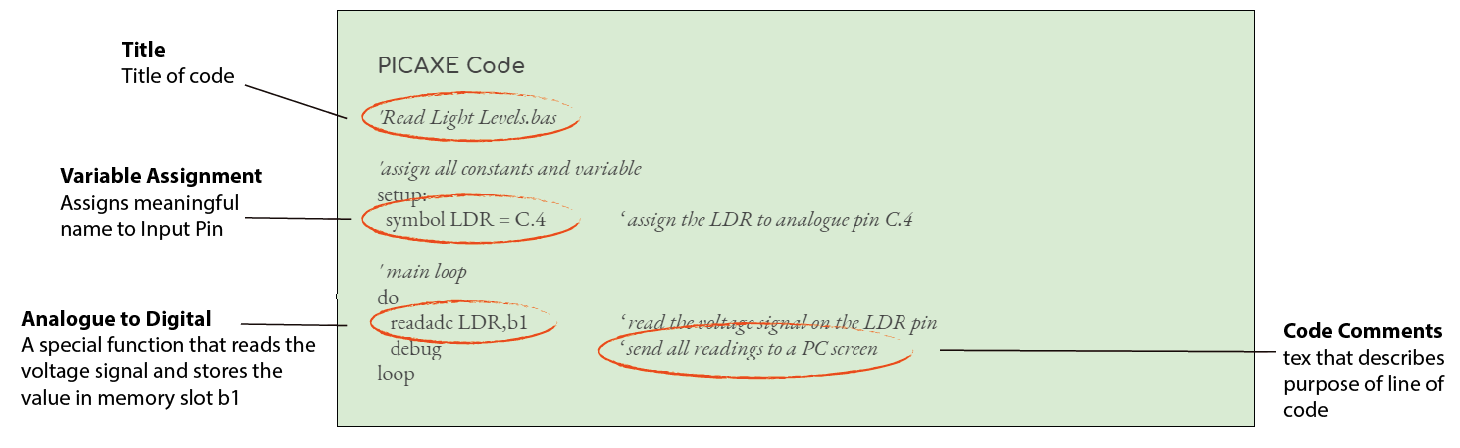 Title
Title of code
Variable Assignment
Assigns meaningful
name to Input Pin
Analogue to Digital
A special function that reads the
voltage signal and stores the
value in memory slot b1
PICAXE Code
'Read Light Levels.bas
'assign all constants and variable
setup:
symbol LDR = C.4 ‘ assign the LDR to analogue pin C.4
' main loop
do
readadc LDR,b1 ‘ read the voltage signal on the LDR pin
debug ‘ send all readings to a PC screen
loop
Code Comments
tex that describes
purpose of line of
code